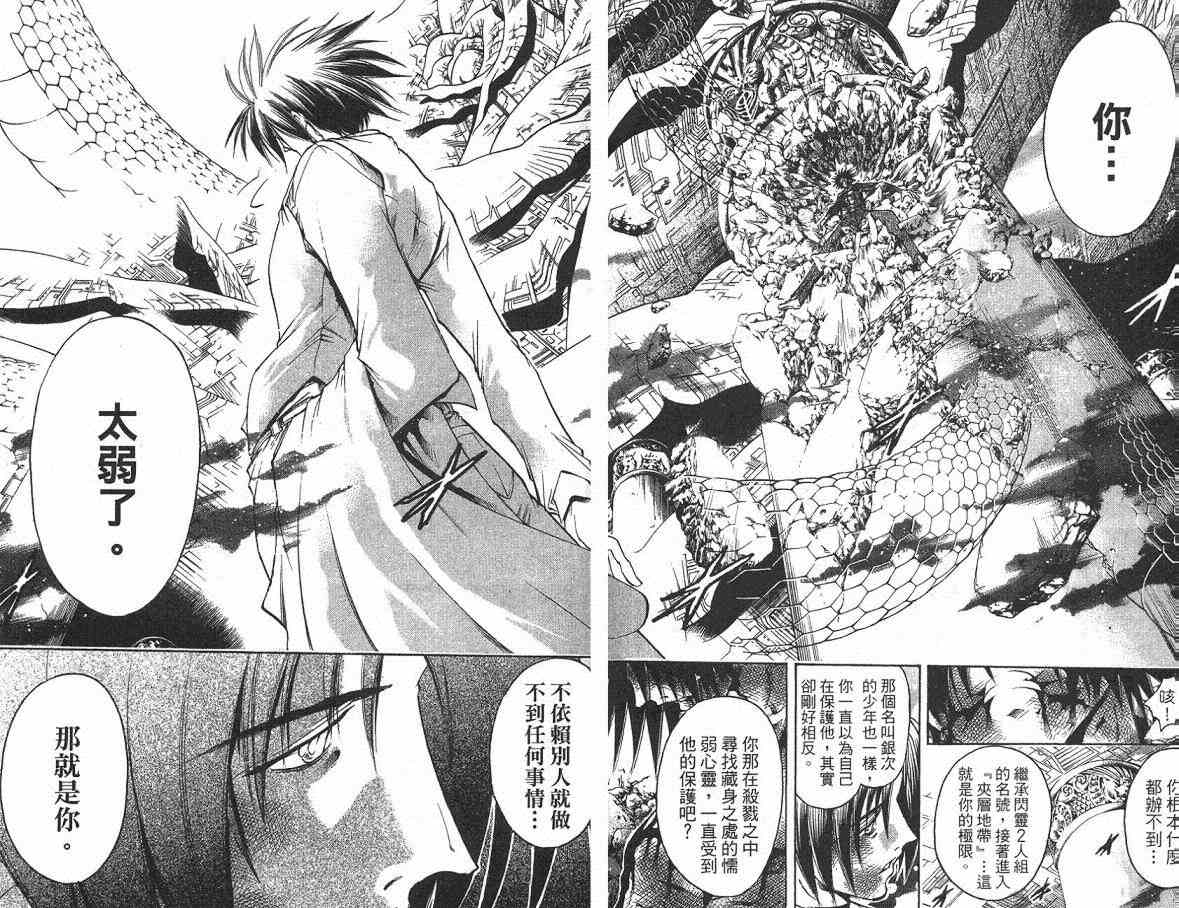 你…
咳！
你根本什麼
都辦不到…
繼承閃靈2人組
的名號，接著進入
『夾層地帶』…這
就是你的極限。
那個名叫銀次
的少年也一樣，
你一直以為自己
在保護他，其實
卻剛好相反。
你那在殺戮之中
尋找藏身之處的懦
弱心靈，一直受到
他的保護吧？
太弱了。
不依賴別人就做
不到任何事情…
那就是你。